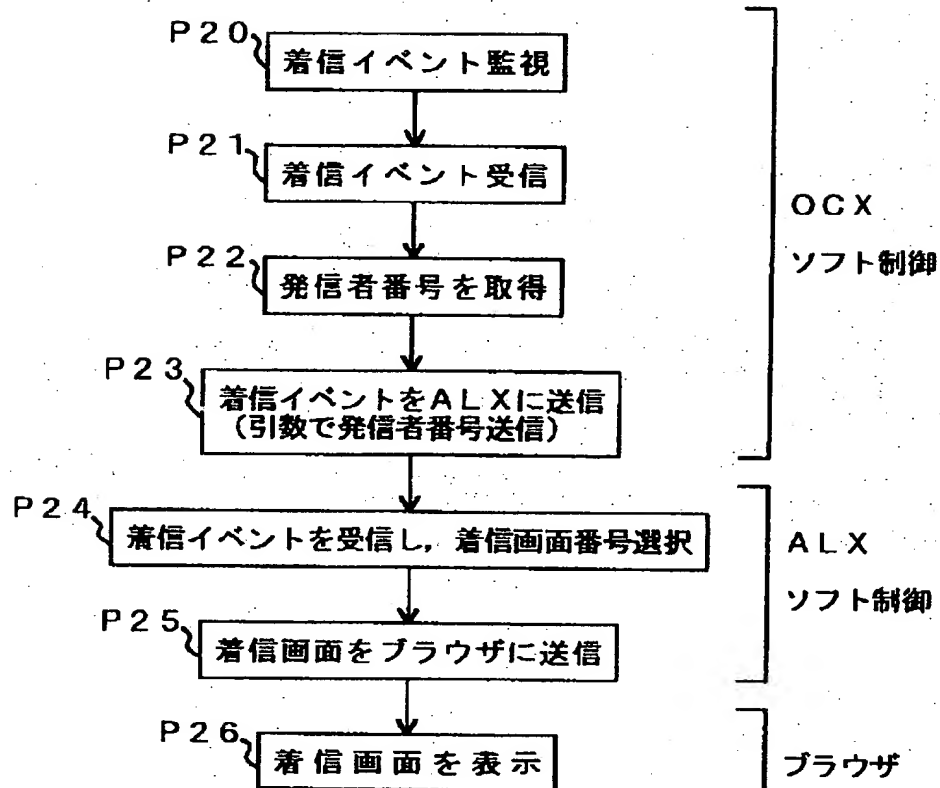 P20
着信イベント監視
P21
着信イベント受信
P22
発信者番号を取得
P23
着信イベントをALXに送信
(引数で発信者番号送信)
OCX
ソフト制御
P24
着信イベントを受信し,着信画面番号選択
P25
着信画面をブラウザに送信
ALX
ソフト制御
P26
着信画面を表示
ブラウザ